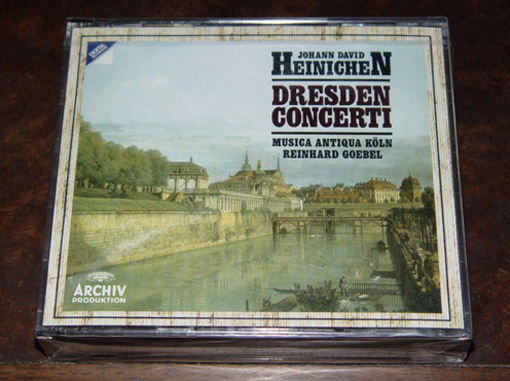 JOHANN DAVID
HEINICHEN
DRESDEN
CONCERTI
MUSICA ANTIQUA KÖLN
REINHARD GOEBEL
ARCHIV
PRODUKTION